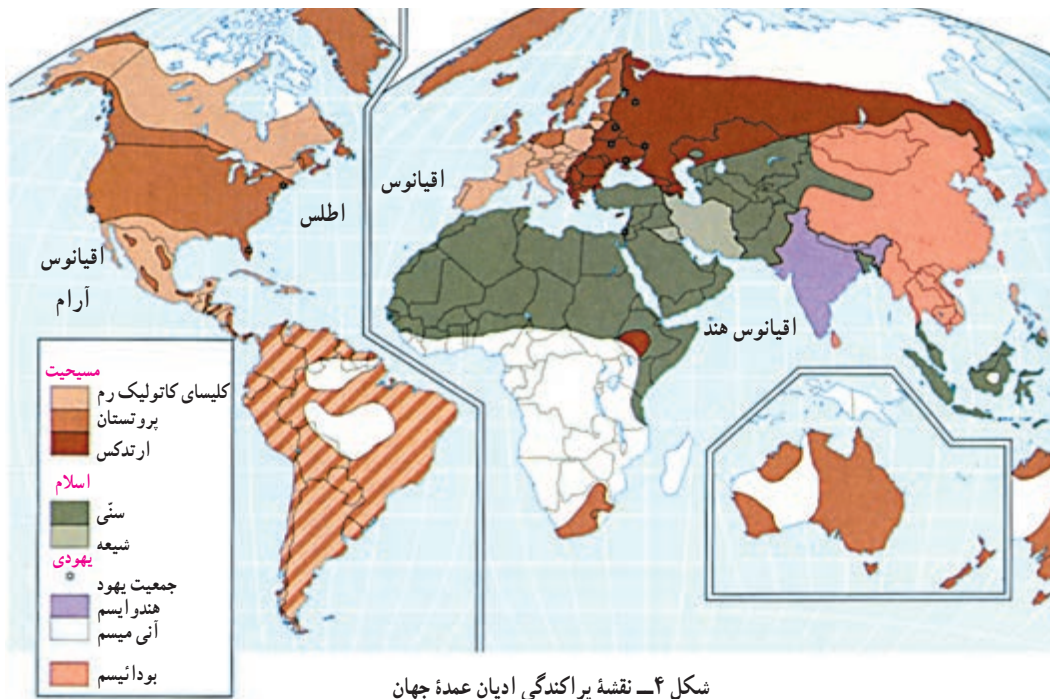 اقیانوس
اطلس
اقیانوس
آرام
اقیانوس هند
مسیحیت
کلیسای کاتولیک رم
پروتستان
ارتدکس
اسلام
سنّی
شیعه
یهودی
جمعیت یهود
هندوایسم
آنی میسم
بودائیسم
شکل ۴ــ نقشهٔ پراکندگی ادیان عمدهٔ جهان